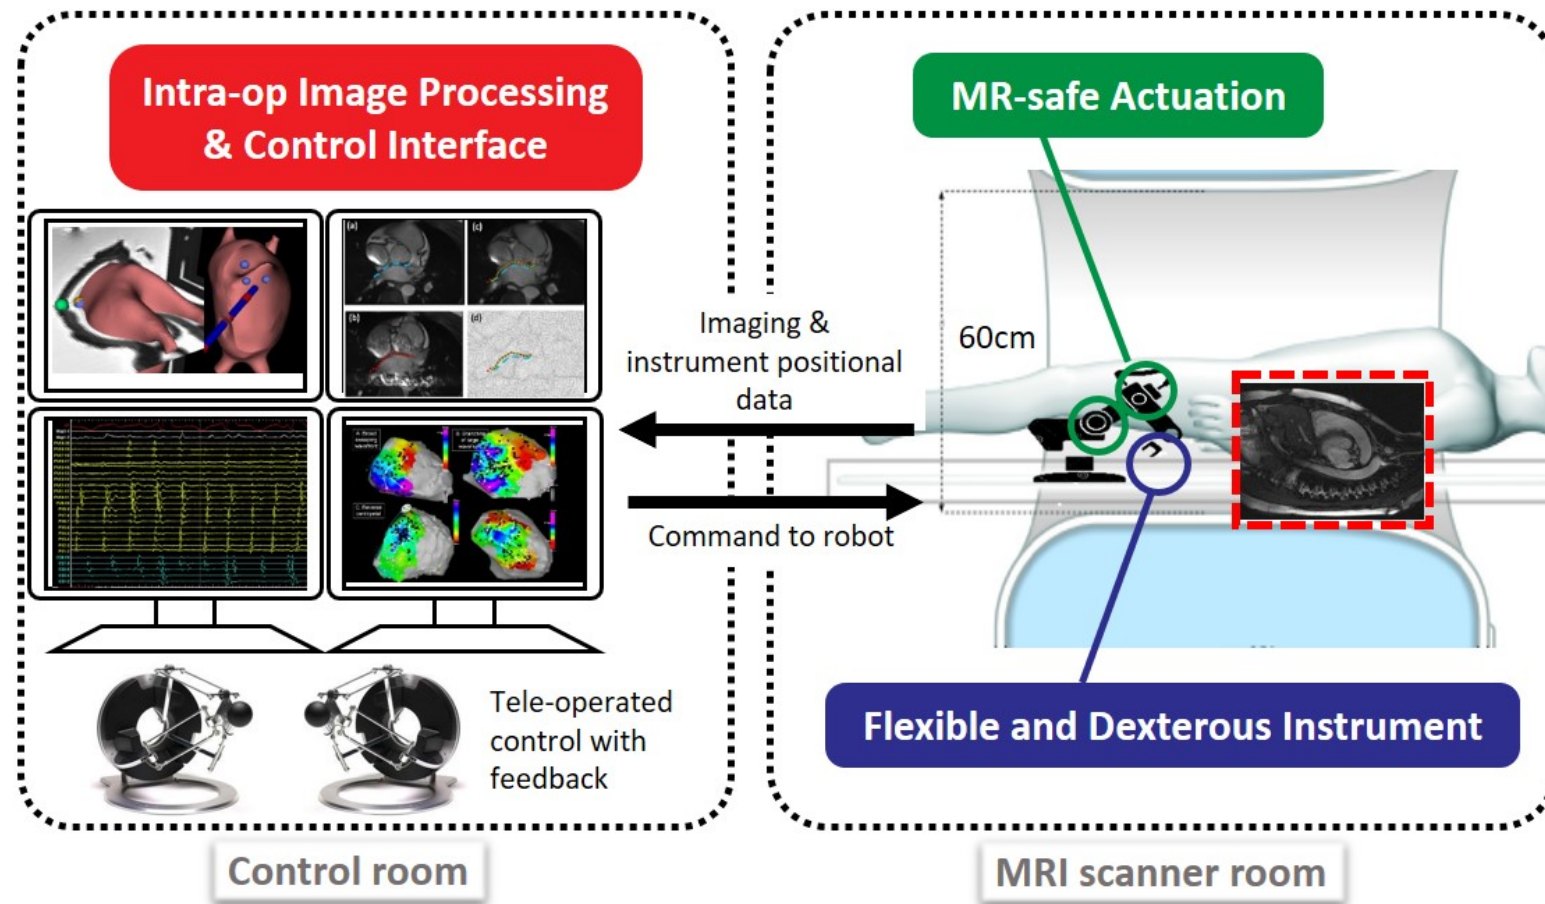 Intra-op Image Processing
& Control Interface
(a)
(c)
(b)
(d)
Tele-operated
control with
feedback
Control room
Imaging &
instrument positional
data
Command to robot
MR-safe Actuation
60cm
Flexible and Dexterous Instrument
MRI scanner room